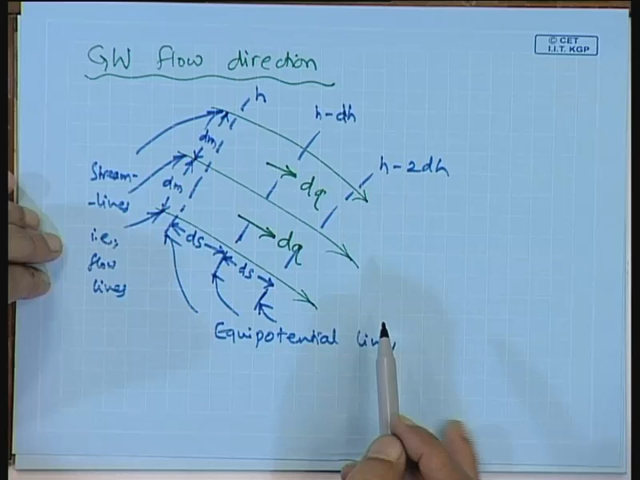 © CET
I.I.T. KGP
GW flow direction
h
h-dh
h-2dh
dm
dm
Stream-
-lines
i.e.,
flow
lines
dq
dq
ds
ds
Equipotential